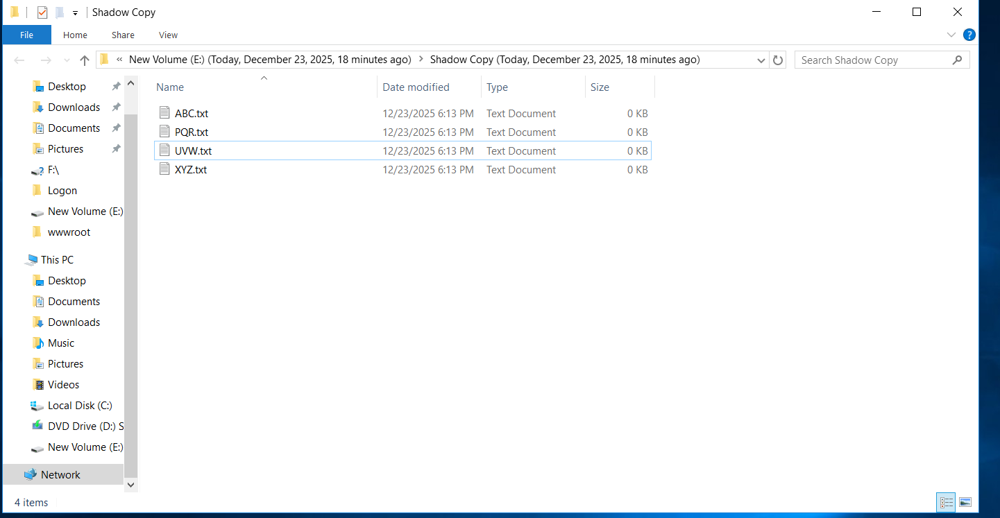 Shadow Copy
File Home Share View
« New Volume (E:) (Today, December 23, 2025, 18 minutes ago) > Shadow Copy (Today, December 23, 2025, 18 minutes ago) Search Shadow Copy
Name Date modified Type Size
ABC.txt 12/23/2025 6:13 PM Text Document 0 KB
PQR.txt 12/23/2025 6:13 PM Text Document 0 KB
UVW.txt 12/23/2025 6:13 PM Text Document 0 KB
XYZ.txt 12/23/2025 6:13 PM Text Document 0 KB
Desktop
Downloads
Documents
Pictures
F:\
Logon
New Volume (E:)
wwwroot
This PC
Desktop
Documents
Downloads
Music
Pictures
Videos
Local Disk (C:)
DVD Drive (D:) S
New Volume (E:)
Network
4 items